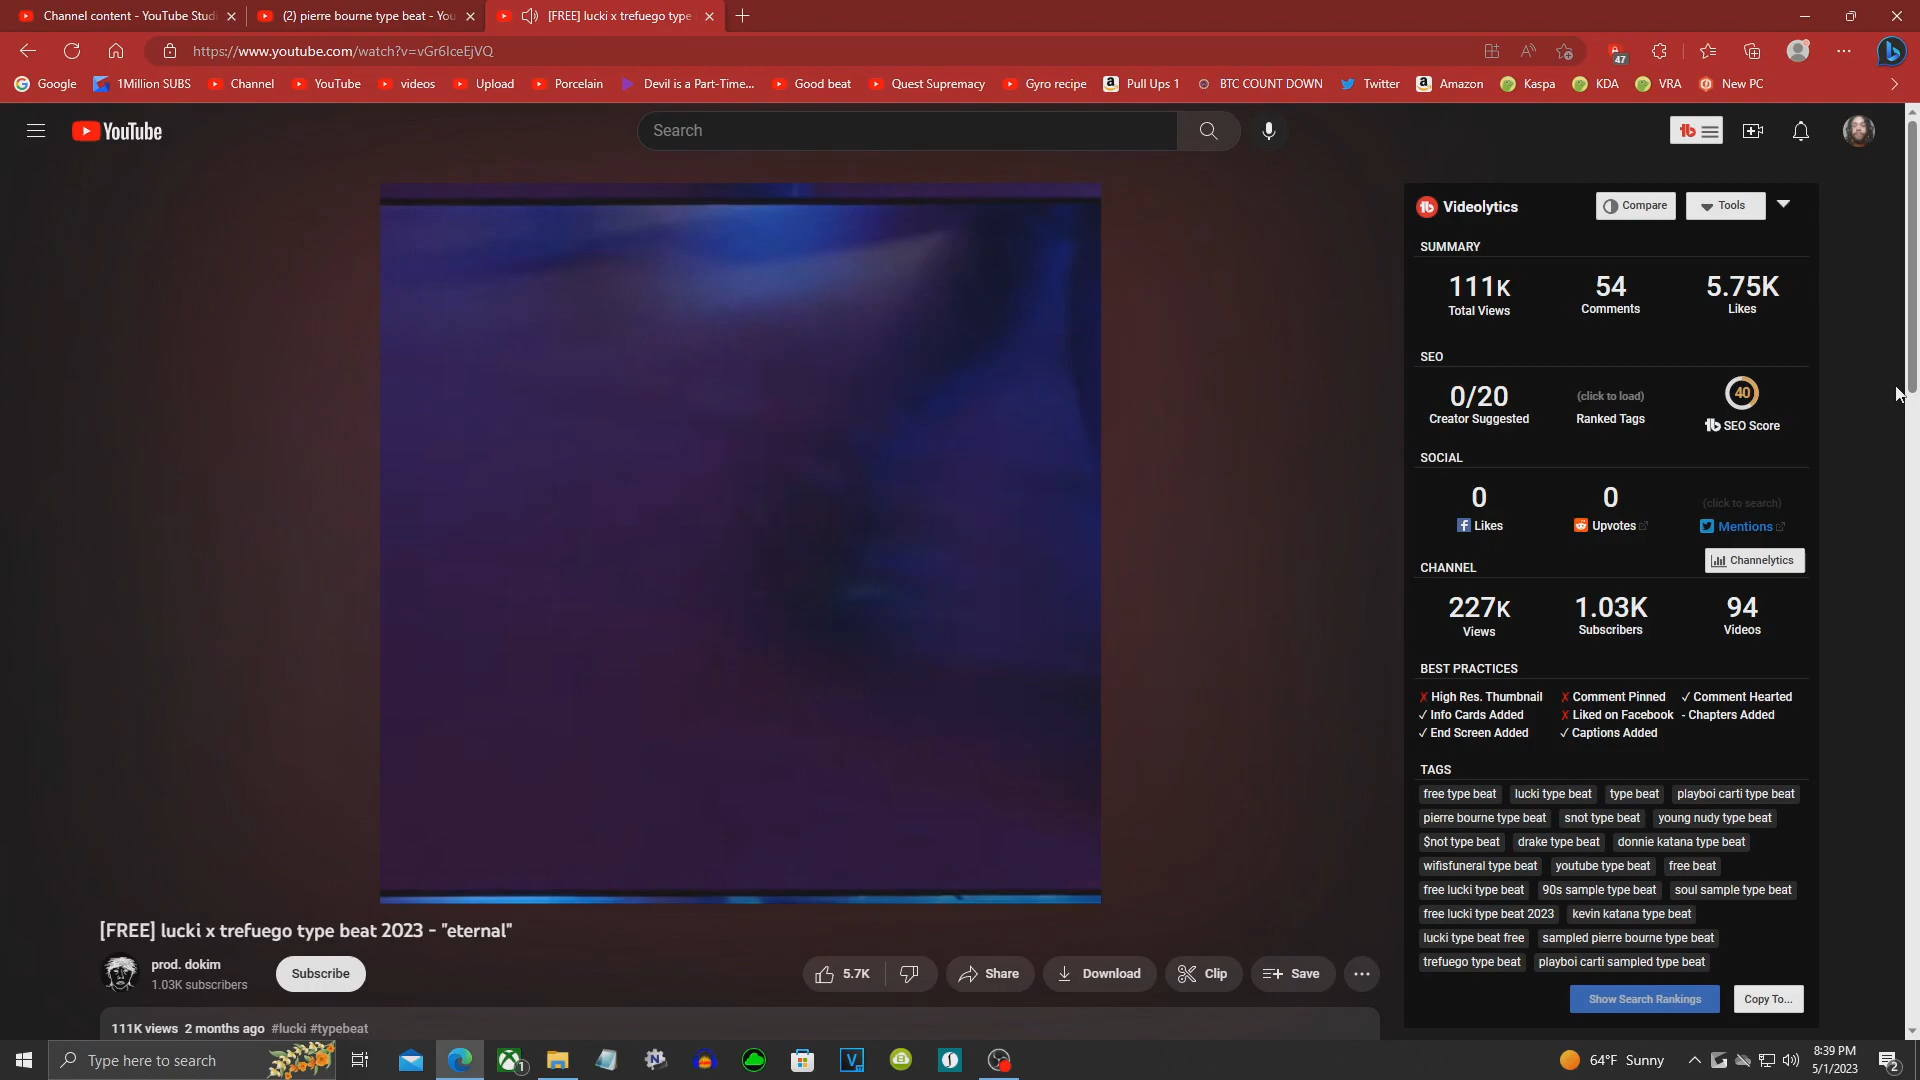 Channel content - YouTube Studi
(2) pierre bourne type beat - You
[FREE] lucki x trefuego type
https://www.youtube.com/watch?v=vGr6IceEjVQ
47
Google
1Million SUBS
Channel
YouTube
videos
Upload
Porcelain
Devil is a Part-Time...
Good beat
Quest Supremacy
Gyro recipe
Pull Ups 1
BTC COUNT DOWN
Twitter
Amazon
Kaspa
KDA
VRA
New PC
YouTube
Search
Videolytics
Compare
Tools
SUMMARY
111K 54 5.75K
Total Views Comments Likes
SEO
0/20 (click to load) 40
Creator Suggested Ranked Tags SEO Score
SOCIAL
0 0 (click to search)
Likes Upvotes Mentions
CHANNEL Channelytics
227K 1.03K 94
Views Subscribers Videos
BEST PRACTICES
✗ High Res. Thumbnail ✗ Comment Pinned ✓ Comment Hearted
✓ Info Cards Added ✗ Liked on Facebook - Chapters Added
✓ End Screen Added ✓ Captions Added
TAGS
free type beat lucki type beat type beat playboi carti type beat
pierre bourne type beat snot type beat young nudy type beat
$not type beat drake type beat donnie katana type beat
wifisfuneral type beat youtube type beat free beat
free lucki type beat 90s sample type beat soul sample type beat
free lucki type beat 2023 kevin katana type beat
lucki type beat free sampled pierre bourne type beat
trefuego type beat playboi carti sampled type beat
Show Search Rankings Copy To...
[FREE] lucki x trefuego type beat 2023 - "eternal"
prod. dokim
1.03K subscribers
Subscribe
5.7K
Share
Download
Clip
Save
111K views 2 months ago #lucki #typebeat
Type here to search
1
64°F Sunny
8:39 PM
5/1/2023
2